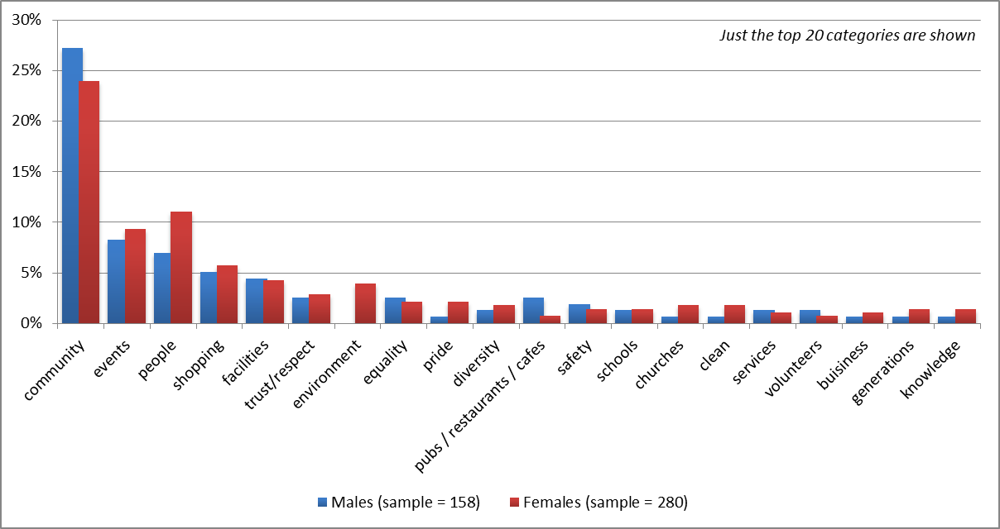 30%
Just the top 20 categories are shown
25%
20%
15%
10%
5%
0%
community
events
people
shopping
facilities
trust/respect
environment
equality
pride
diversity
pubs / restaurants / cafes
safety
schools
churches
clean
services
volunteers
buisiness
generations
knowledge
Males (sample = 158) Females (sample = 280)